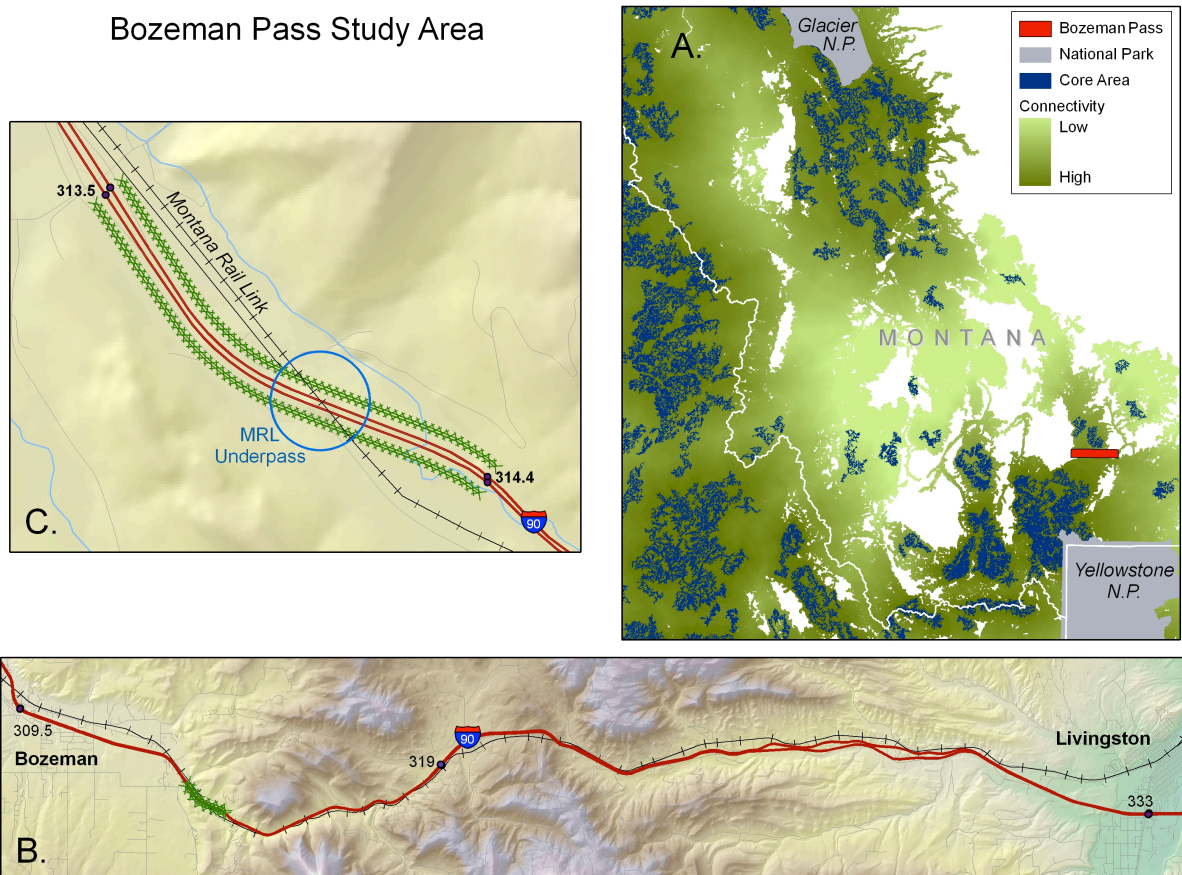 Bozeman Pass Study Area
A.
Glacier
N.P.
Bozeman Pass
National Park
Core Area
Connectivity
Low
High
MONTANA
Yellowstone
N.P.
313.5
Montana Rail Link
MRL
Underpass
314.4
90
C.
309.5
Bozeman
319
90
Livingston
333
B.